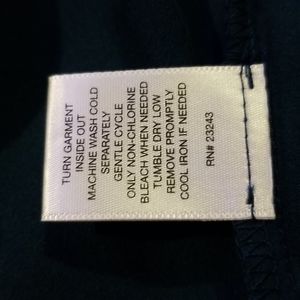 TURN GARMENT
INSIDE OUT
MACHINE WASH COLD
SEPARATELY
GENTLE CYCLE
ONLY NON-CHLORINE
BLEACH WHEN NEEDED
TUMBLE DRY LOW
REMOVE PROMPTLY
COOL IRON IF NEEDED
RN# 23243